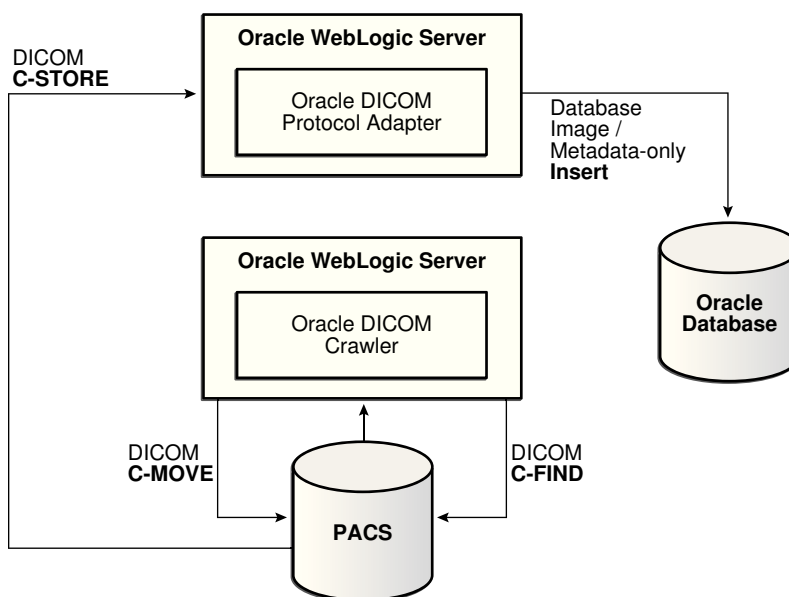 Oracle WebLogic Server
DICOM
C-STORE
Oracle DICOM
Protocol Adapter
Database
Image /
Metadata-only
Insert
Oracle WebLogic Server
Oracle DICOM
Crawler
Oracle
Database
DICOM
C-MOVE
DICOM
C-FIND
PACS